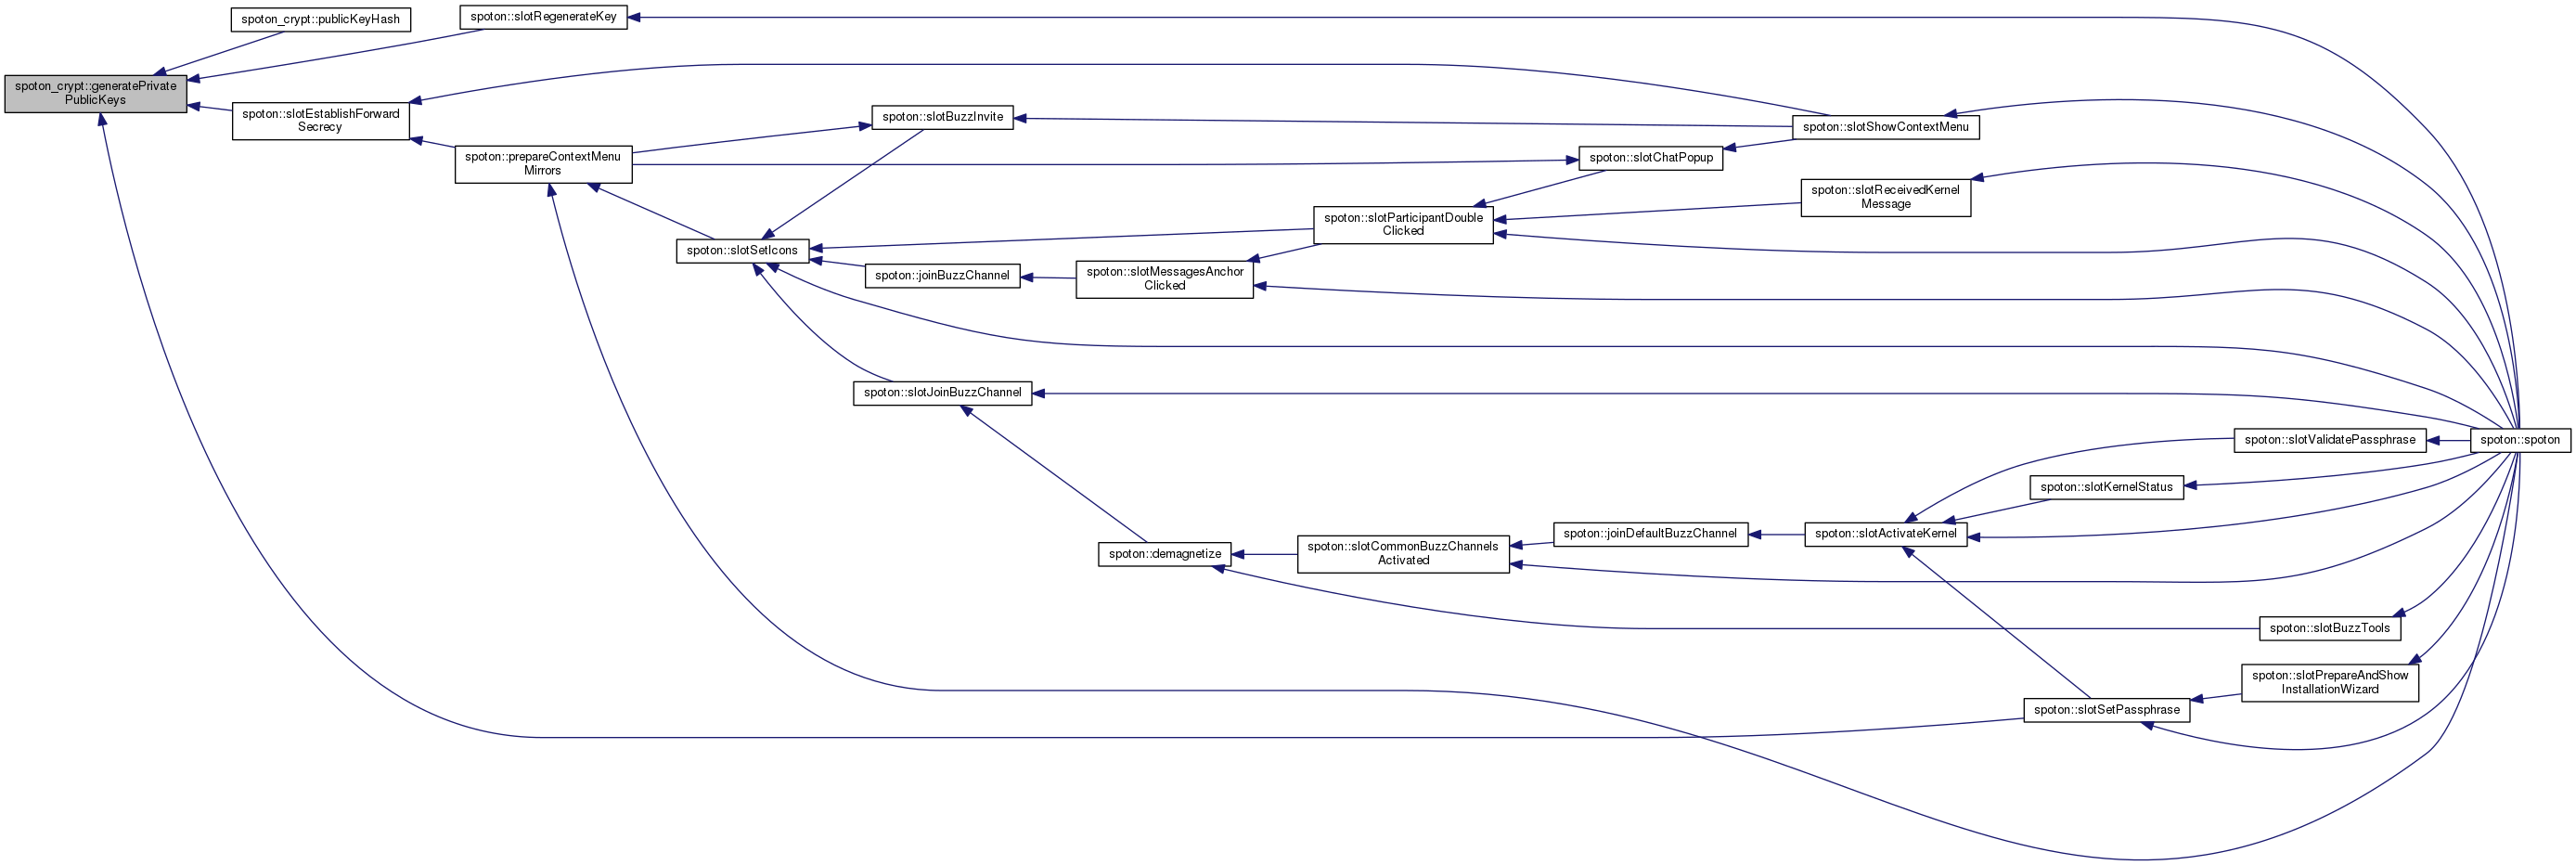 spoton_crypt::publicKeyHash
spoton::slotRegenerateKey
spoton_crypt::generatePrivate
PublicKeys
spoton::slotEstablishForward
Secrecy
spoton::prepareContextMenu
Mirrors
spoton::slotBuzzInvite
spoton::slotShowContextMenu
spoton::slotChatPopup
spoton::slotReceivedKernel
Message
spoton::slotParticipantDouble
Clicked
spoton::slotSetIcons
spoton::joinBuzzChannel
spoton::slotMessagesAnchor
Clicked
spoton::slotJoinBuzzChannel
spoton::slotValidatePassphrase
spoton::spoton
spoton::slotKernelStatus
spoton::demagnetize
spoton::slotCommonBuzzChannels
Activated
spoton::joinDefaultBuzzChannel
spoton::slotActivateKernel
spoton::slotBuzzTools
spoton::slotPrepareAndShow
InstallationWizard
spoton::slotSetPassphrase